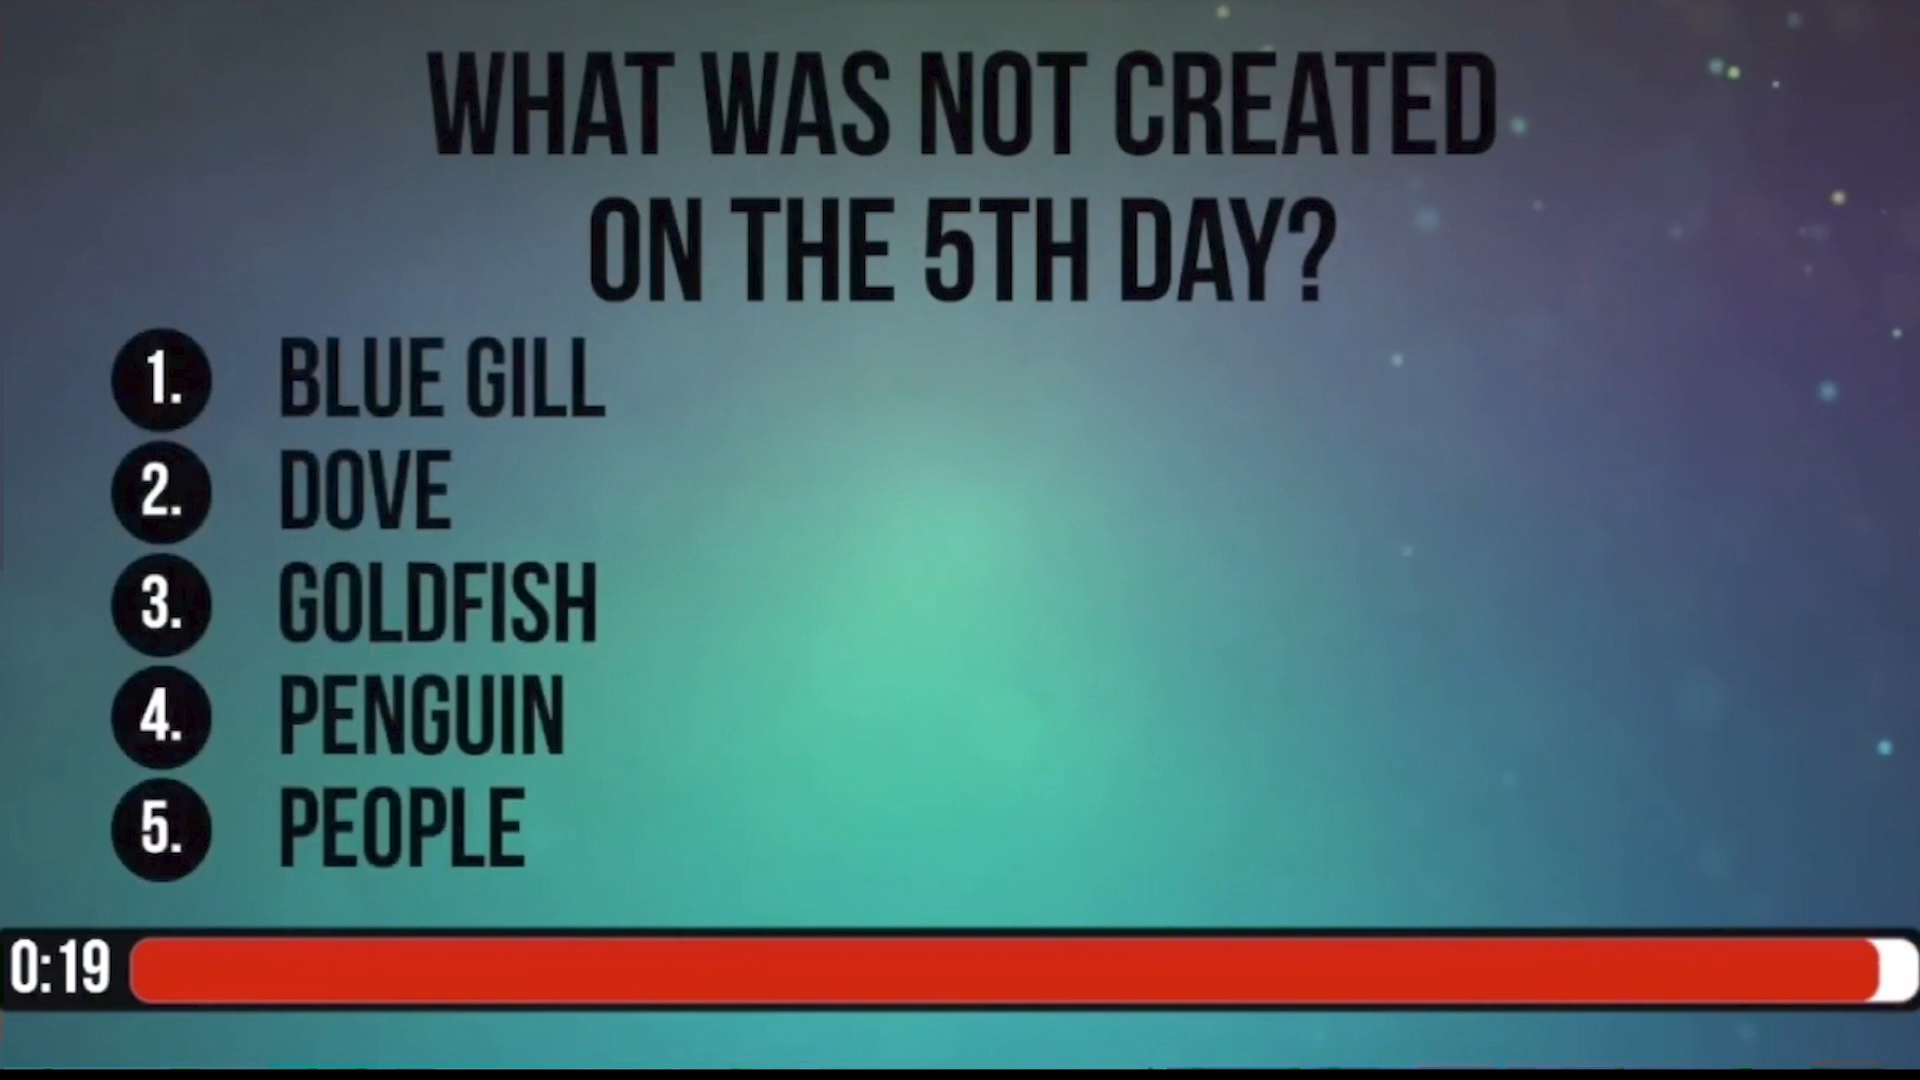 WHAT WAS NOT CREATED
ON THE 5TH DAY?
1. BLUE GILL
2. DOVE
3. GOLDFISH
4. PENGUIN
5. PEOPLE
0:19